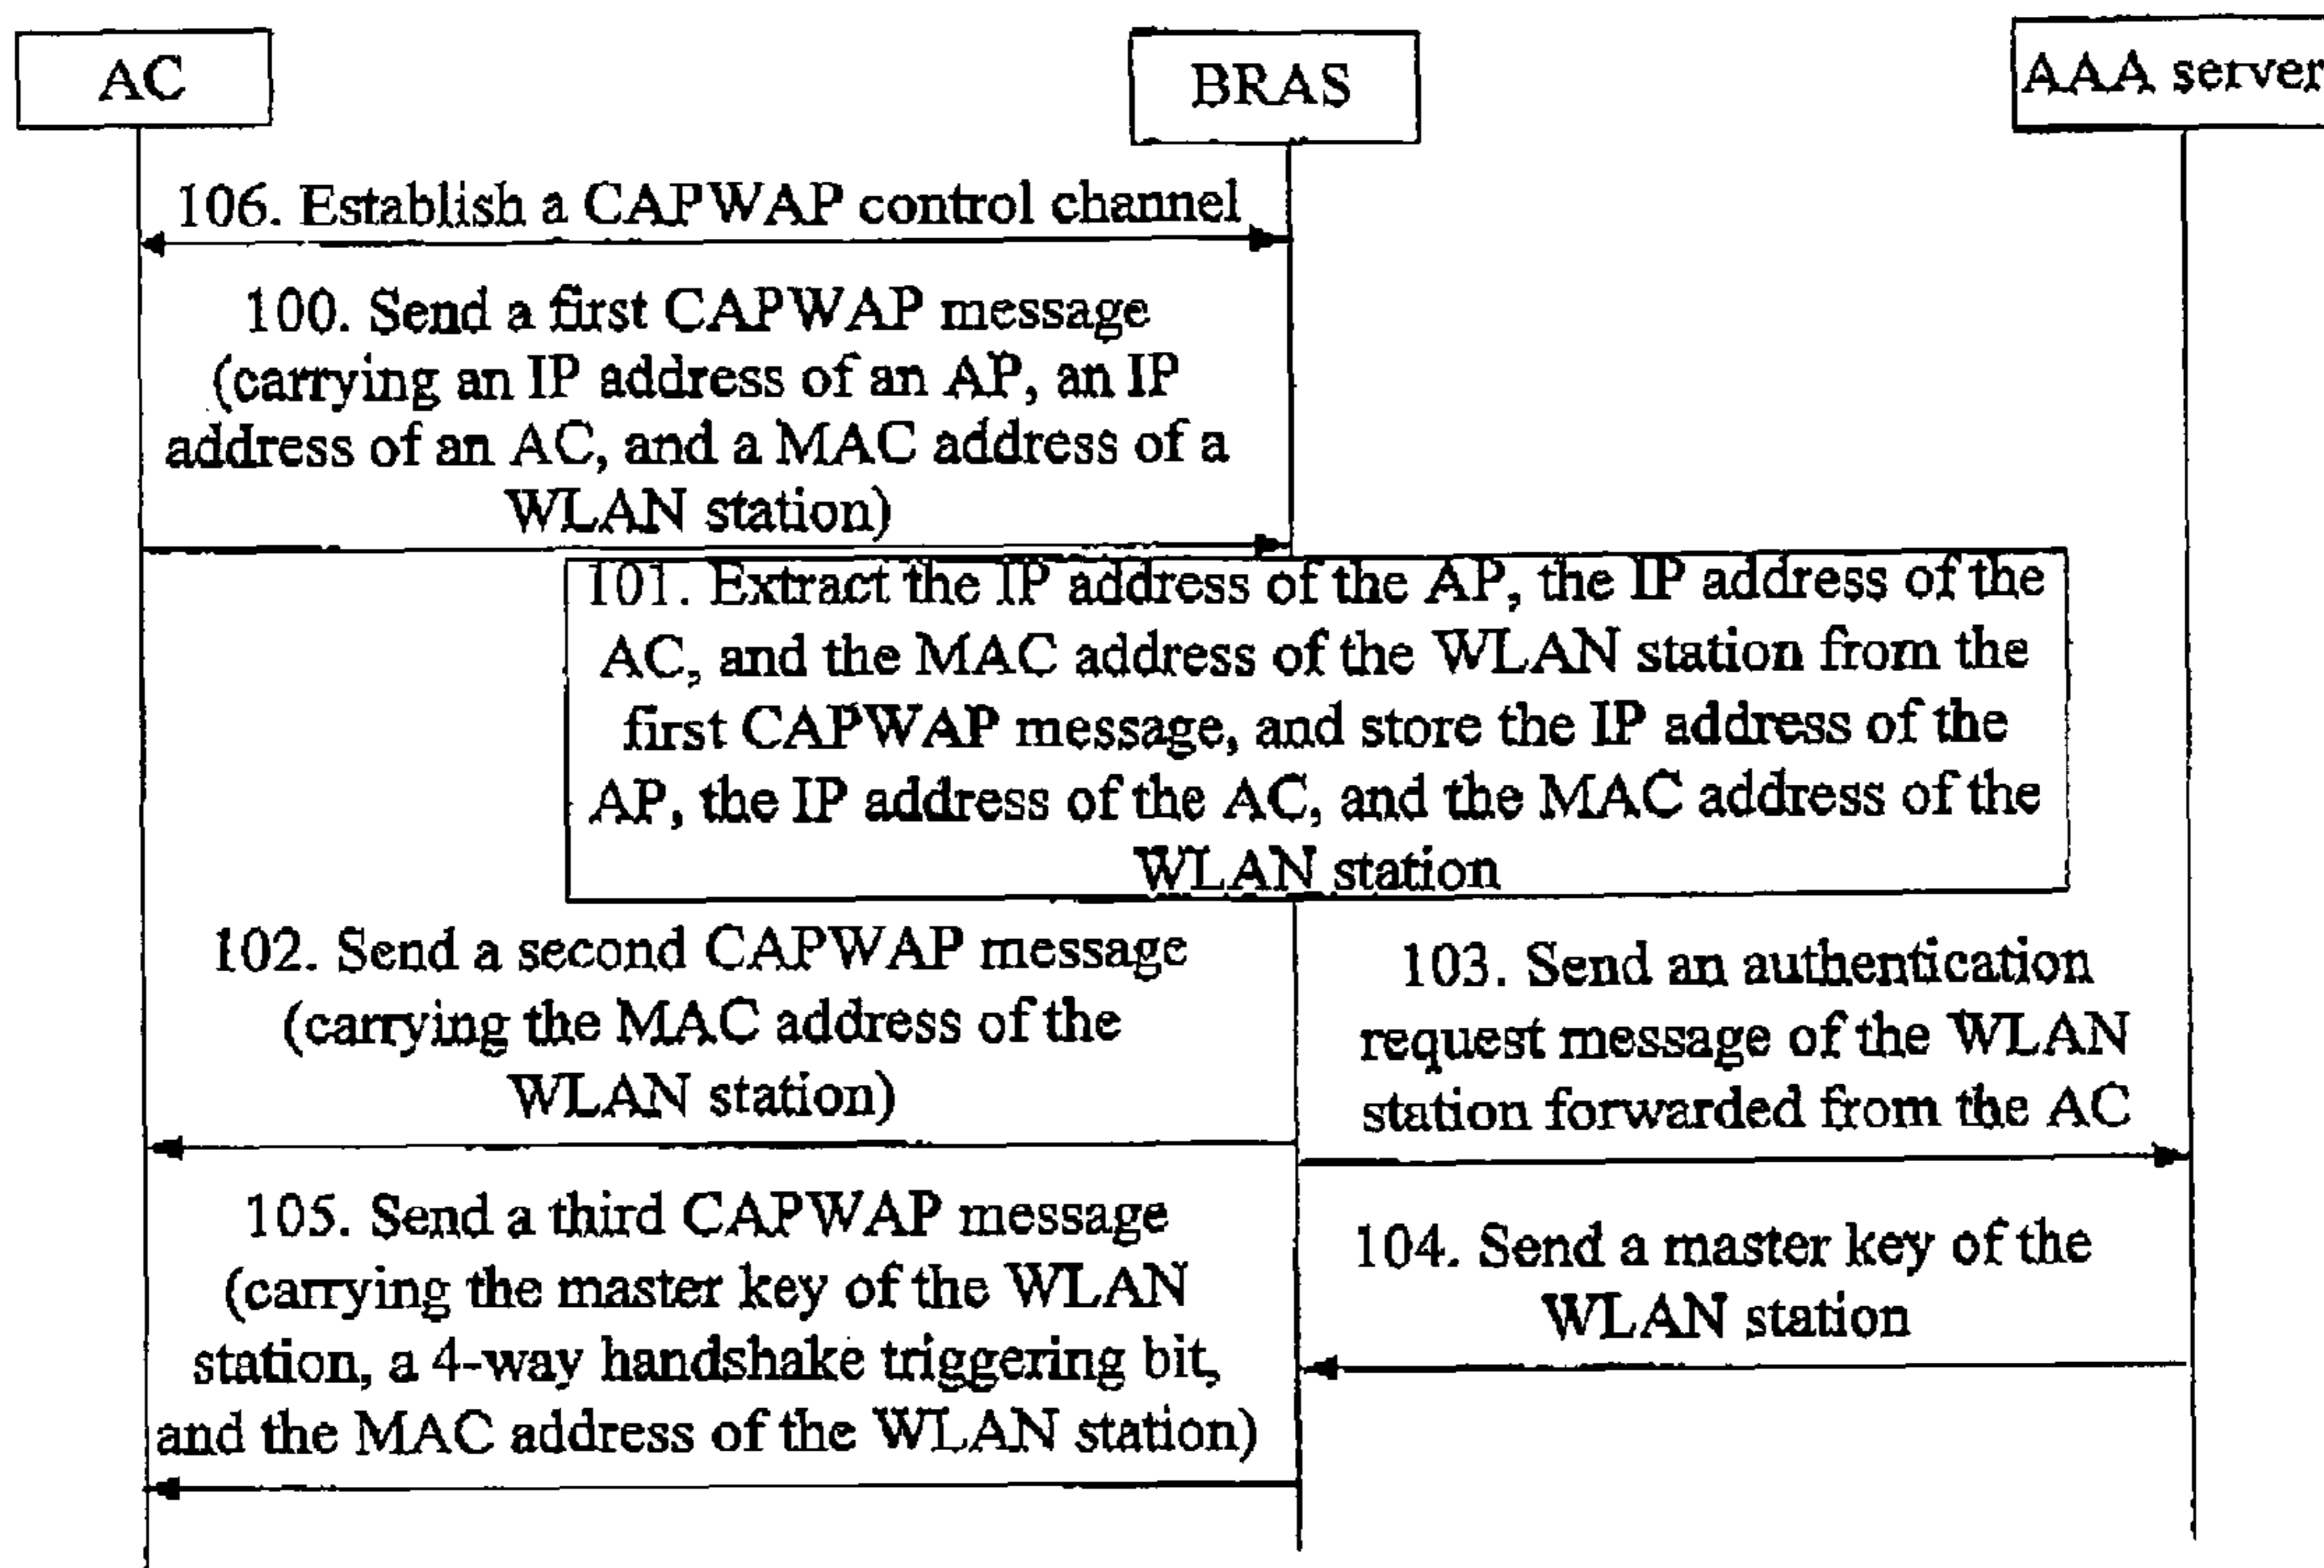 AC
BRAS
AAA server
106. Establish a CAPWAP control channel
100. Send a first CAPWAP message
(carrying an IP address of an AP, an IP
address of an AC, and a MAC address of a
WLAN station)
101. Extract the IP address of the AP, the IP address of the
AC, and the MAC address of the WLAN station from the
first CAPWAP message, and store the IP address of the
AP, the IP address of the AC, and the MAC address of the
WLAN station
102. Send a second CAPWAP message
(carrying the MAC address of the
WLAN station)
103. Send an authentication
request message of the WLAN
station forwarded from the AC
105. Send a third CAPWAP message
(carrying the master key of the WLAN
station, a 4-way handshake triggering bit,
and the MAC address of the WLAN station)
104. Send a master key of the
WLAN station